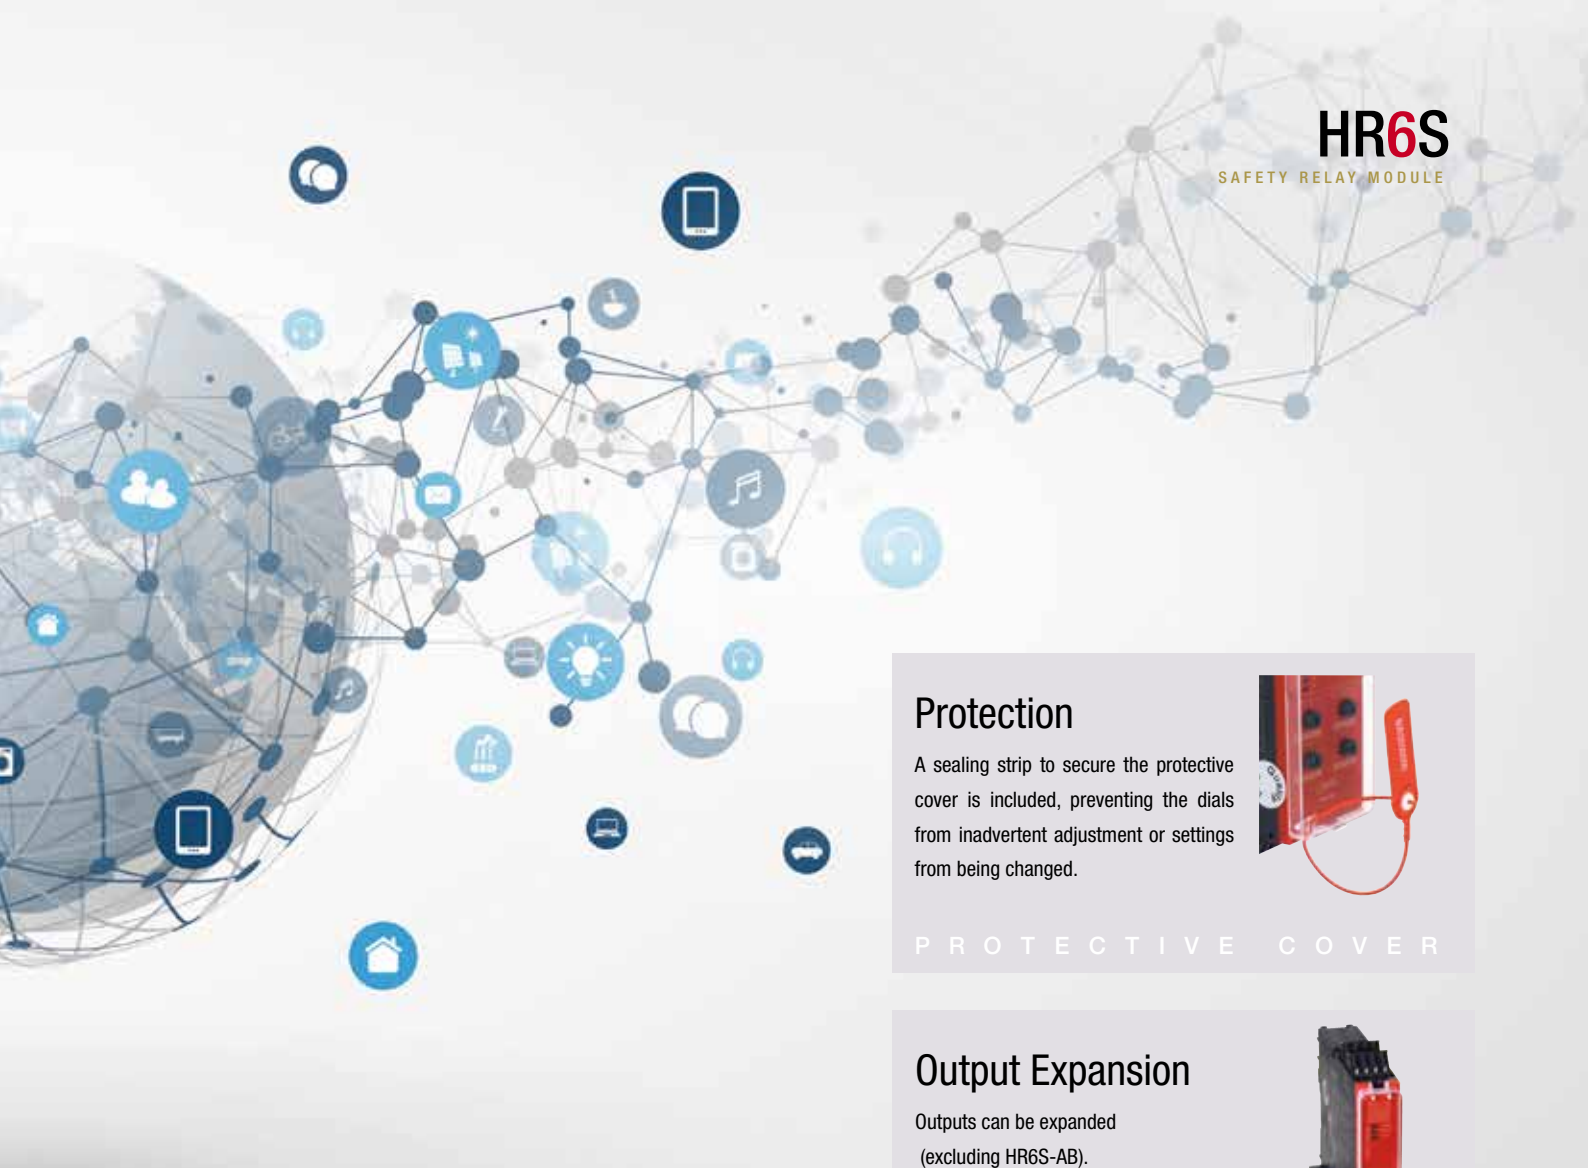 HR6S
SAFETY RELAY MODULE
Protection
A sealing strip to secure the protective
cover is included, preventing the dials
from inadvertent adjustment or settings
from being changed.
PROTECTIVE COVER
Output Expansion
Outputs can be expanded
(excluding HR6S-AB).